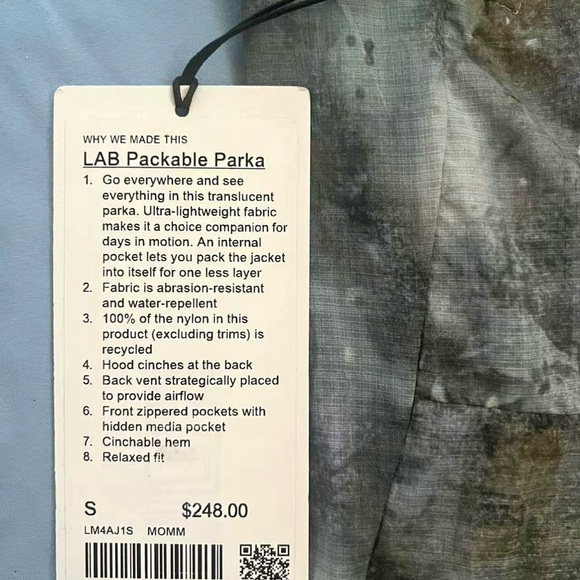 WHY WE MADE THIS
LAB Packable Parka
1. Go everywhere and see
everything in this translucent
parka. Ultra-lightweight fabric
makes it a choice companion for
days in motion. An internal
pocket lets you pack the jacket
into itself for one less layer
2. Fabric is abrasion-resistant
and water-repellent
3. 100% of the nylon in this
product (excluding trims) is
recycled
4. Hood cinches at the back
5. Back vent strategically placed
to provide airflow
6. Front zippered pockets with
hidden media pocket
7. Cinchable hem
8. Relaxed fit
S $248.00
LM4AJ1S MOMM